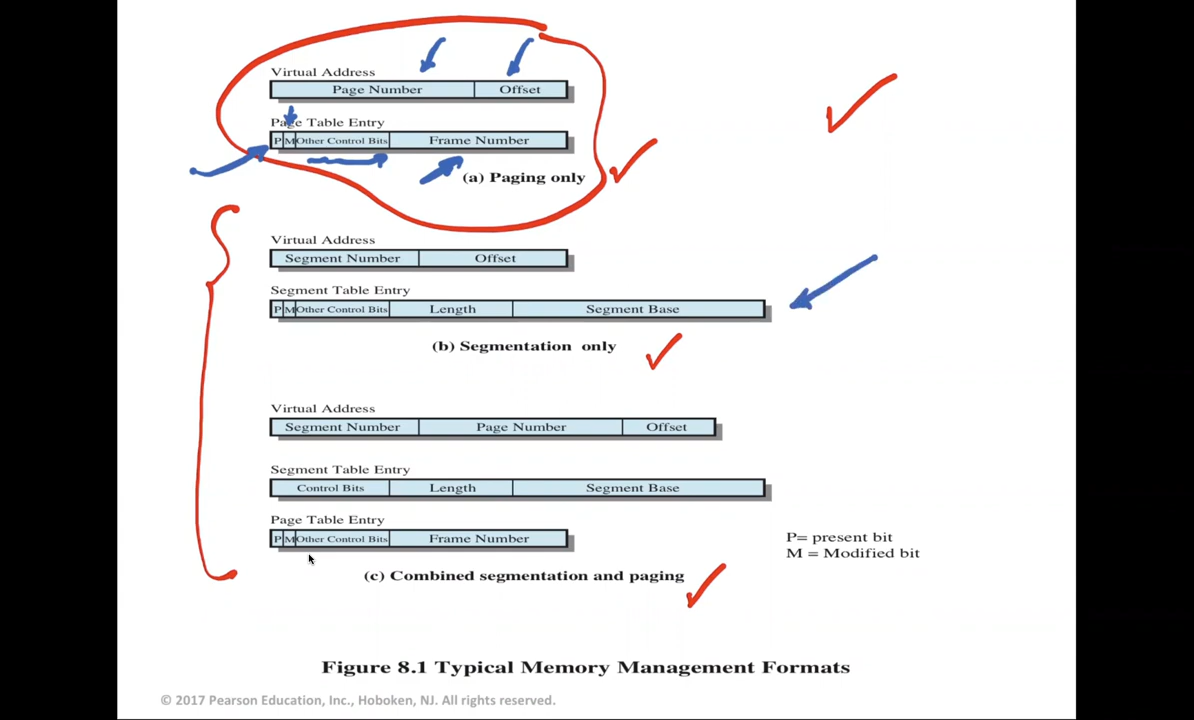 Virtual Address
Page Number Offset
Page Table Entry
P M Other Control Bits Frame Number
(a) Paging only
Virtual Address
Segment Number Offset
Segment Table Entry
P M Other Control Bits Length Segment Base
(b) Segmentation only
Virtual Address
Segment Number Page Number Offset
Segment Table Entry
Control Bits Length Segment Base
Page Table Entry
P M Other Control Bits Frame Number
P= present bit
M = Modified bit
(c) Combined segmentation and paging
Figure 8.1 Typical Memory Management Formats
© 2017 Pearson Education, Inc., Hoboken, NJ. All rights reserved.